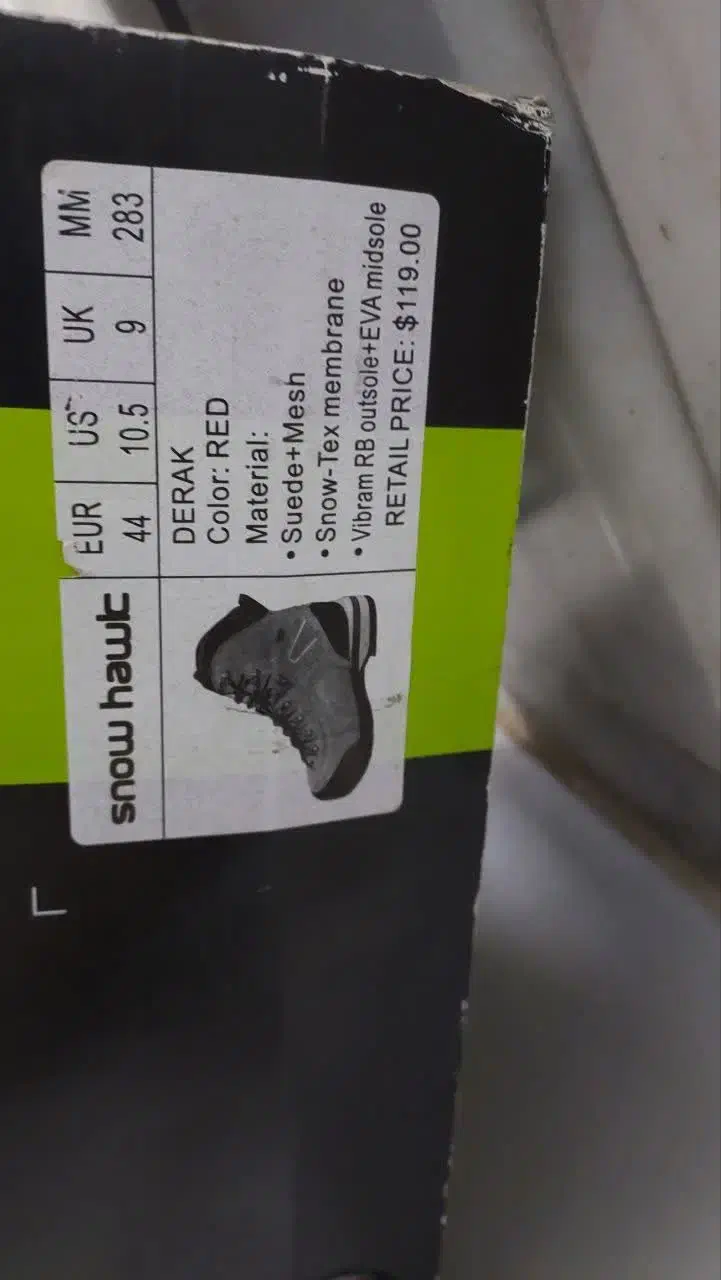 snow hawk
EUR US UK MM
44 10.5 9 283
DERAK
Color: RED
Material:
• Suede+Mesh
• Snow-Tex membrane
• Vibram RB outsole+EVA midsole
RETAIL PRICE: $119.00